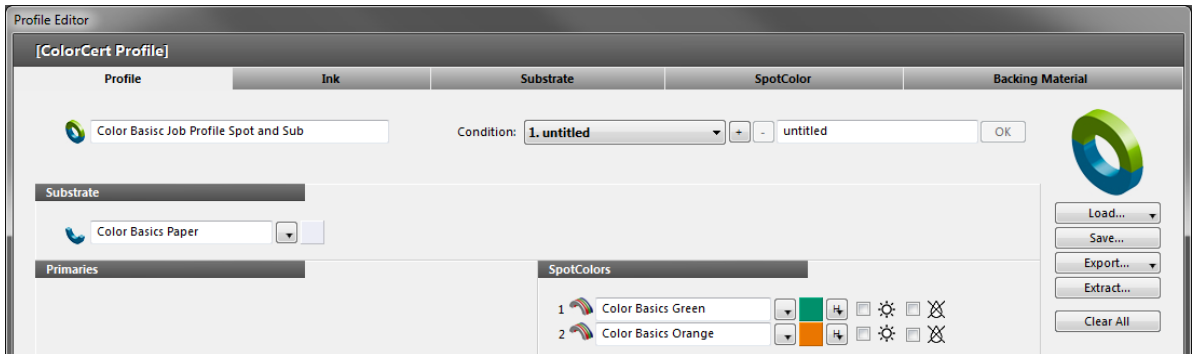 Profile Editor
[ColorCert Profile]
Profile Ink Substrate SpotColor Backing Material
Color Basisc Job Profile Spot and Sub Condition: 1. untitled + - untitled OK
Substrate
Color Basics Paper
Load...
Save...
Export...
Extract...
Clear All
Primaries
SpotColors
1 Color Basics Green H
2 Color Basics Orange H